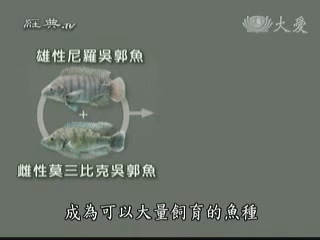 經典.TV
大愛
雄性尼羅吳郭魚
+
雌性莫三比克吳郭魚
成為可以大量飼育的魚種